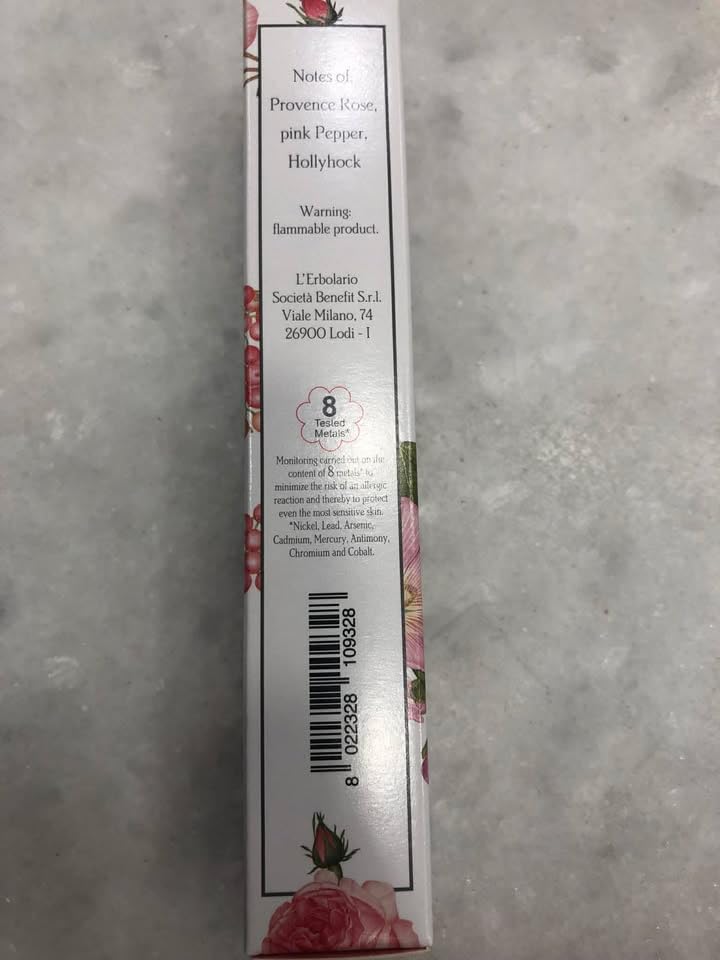 Notes of:
Provence Rose,
pink Pepper,
Hollyhock
Warning:
flammable product.
L'Erbolario
Società Benefit S.r.l.
Viale Milano, 74
26900 Lodi - I
8
Tested
Metals*
Monitoring carried out on the
content of 8 metals* to
minimize the risk of an allergic
reaction and thereby to protect
even the most sensitive skin.
*Nickel, Lead, Arsenic,
Cadmium, Mercury, Antimony,
Chromium and Cobalt.
8 022328 109328